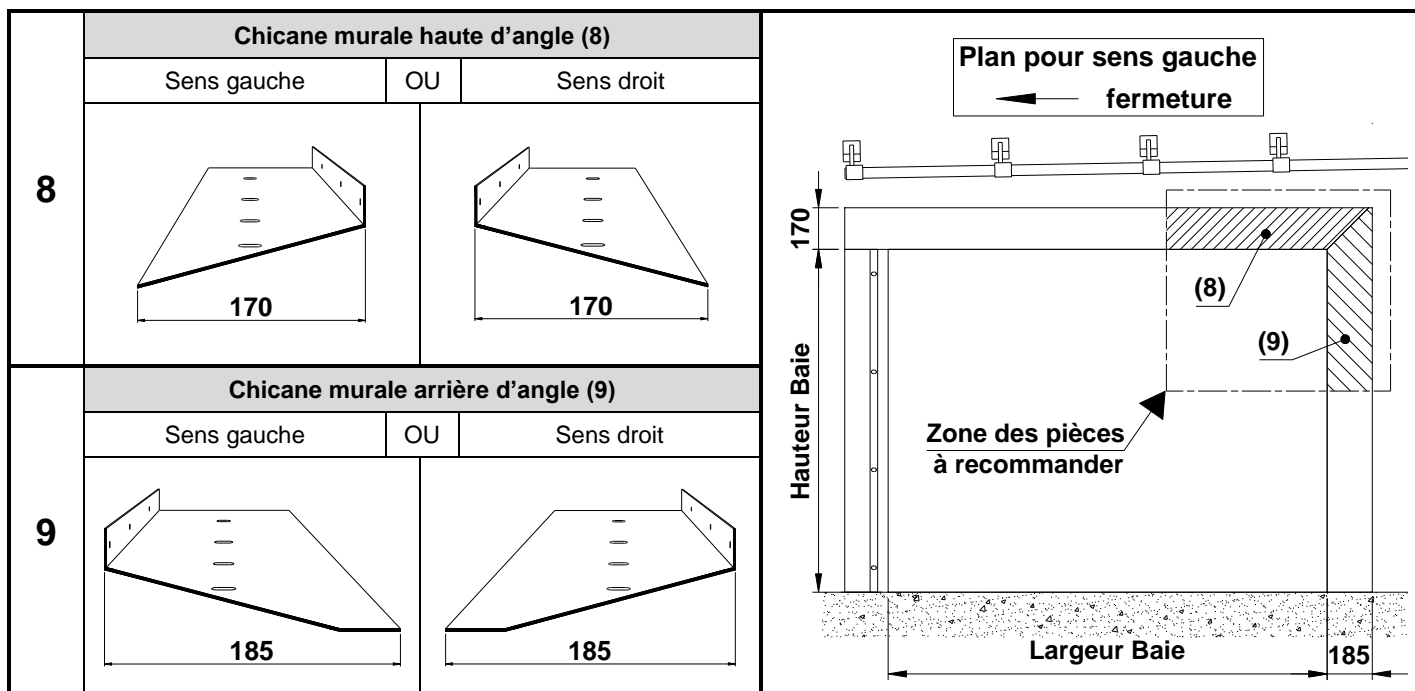 8
Chicane murale haute d’angle (8)
Sens gauche
OU
Sens droit
170
170
9
Chicane murale arrière d’angle (9)
Sens gauche
OU
Sens droit
185
185
Plan pour sens gauche
fermeture
170
Hauteur Baie
(8)
(9)
Zone des pièces
à recommander
Largeur Baie
185